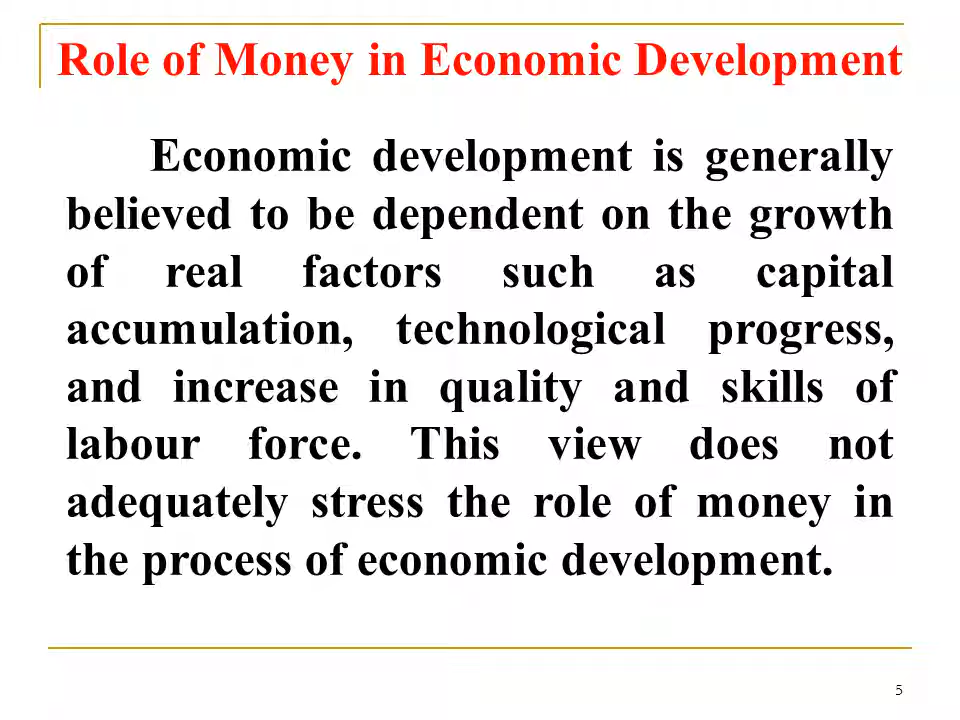 Role of Money in Economic Development
Economic development is generally
believed to be dependent on the growth
of real factors such as capital
accumulation, technological progress,
and increase in quality and skills of
labour force. This view does not
adequately stress the role of money in
the process of economic development.
5